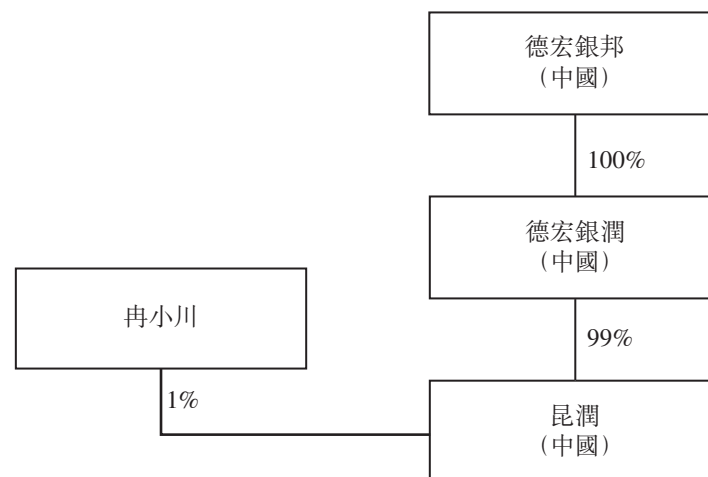 德宏銀邦
（中國）
100%
德宏銀潤
（中國）
冉小川
99%
1%
昆潤
（中國）